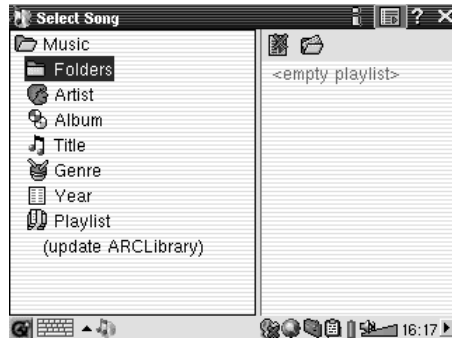 Select Song
Music
Folders
Artist
Album
Title
Genre
Year
Playlist
(update ARCLibrary)
<empty playlist>
16:17